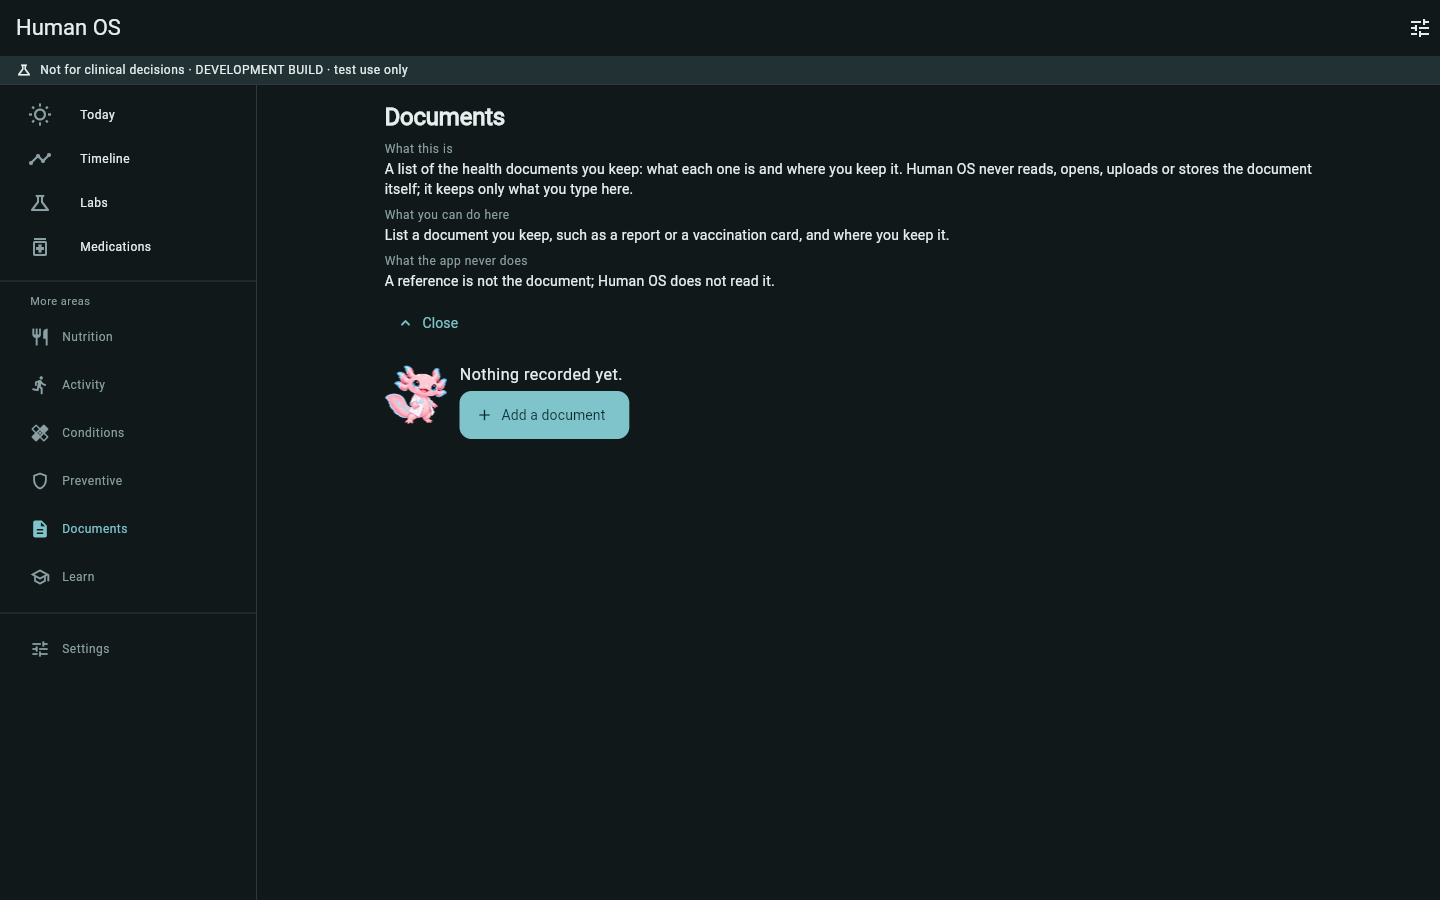 Human OS
Not for clinical decisions · DEVELOPMENT BUILD · test use only
Today
Timeline
Labs
Medications
More areas
Nutrition
Activity
Conditions
Preventive
Documents
Learn
Settings
Documents
What this is
A list of the health documents you keep: what each one is and where you keep it. Human OS never reads, opens, uploads or stores the document
itself; it keeps only what you type here.
What you can do here
List a document you keep, such as a report or a vaccination card, and where you keep it.
What the app never does
A reference is not the document; Human OS does not read it.
Close
Nothing recorded yet.
Add a document